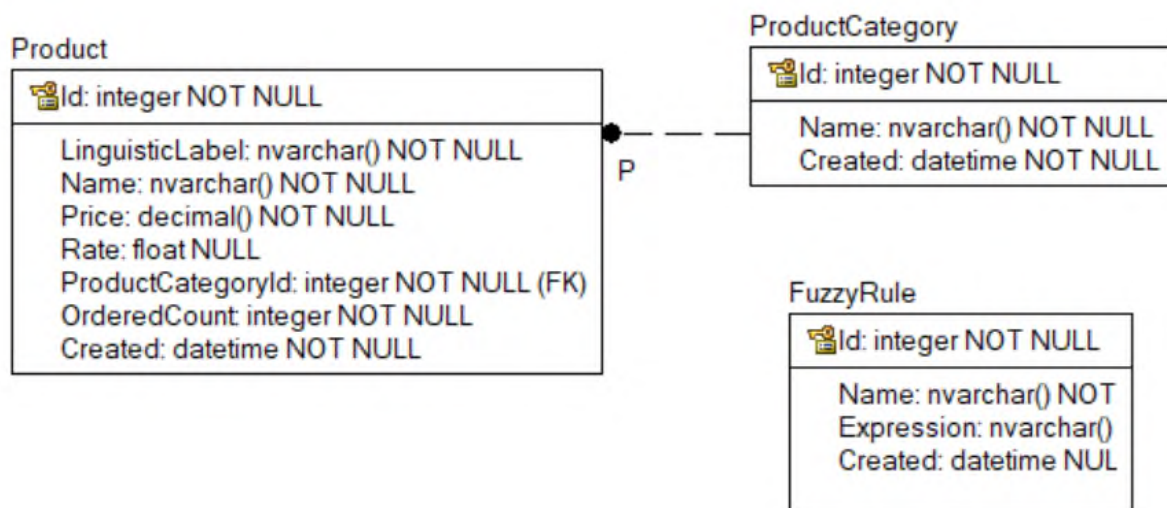 Product
Id: integer NOT NULL
LinguisticLabel: nvarchar() NOT NULL
Name: nvarchar() NOT NULL
Price: decimal() NOT NULL
Rate: float NULL
ProductCategoryId: integer NOT NULL (FK)
OrderedCount: integer NOT NULL
Created: datetime NOT NULL
P
ProductCategory
Id: integer NOT NULL
Name: nvarchar() NOT NULL
Created: datetime NOT NULL
FuzzyRule
Id: integer NOT NULL
Name: nvarchar() NOT
Expression: nvarchar()
Created: datetime NUL